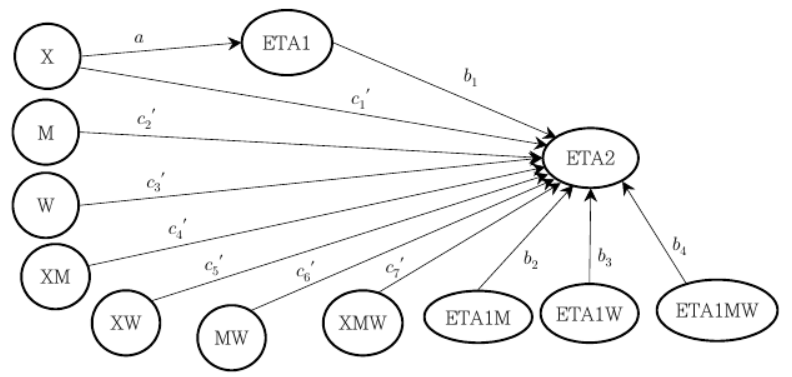 a
ETA1
X
b₁
c₁′
c₂′
M
ETA2
c₃′
W
c₄′
c₅′
c₆′
c₇′
b₂
b₃
b₄
XM
XW
MW
XMW
ETA1M
ETA1W
ETA1MW